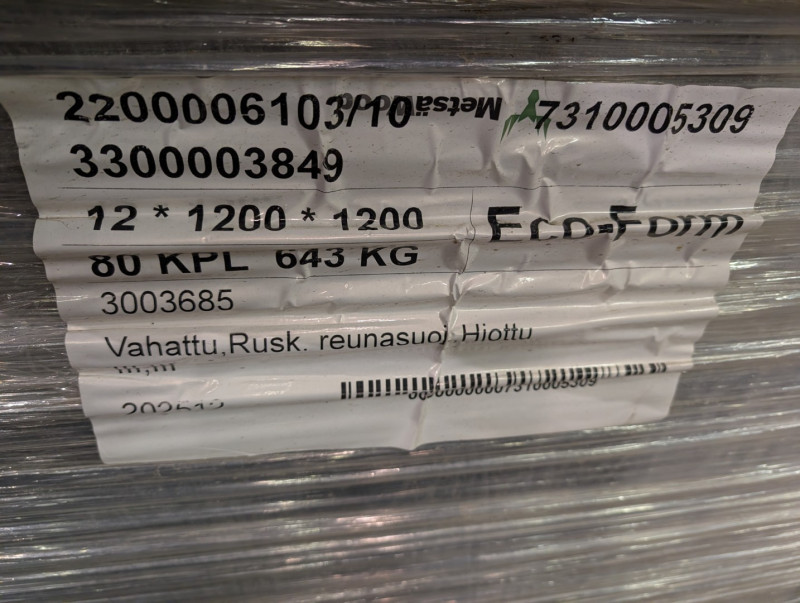 2200006103/10 MetsäWood 7310005309
3300003849
12 * 1200 * 1200 Eco-Form
80 KPL 643 KG
3003685
Vahattu,Rusk. reunasuoj.Hiottu
202512